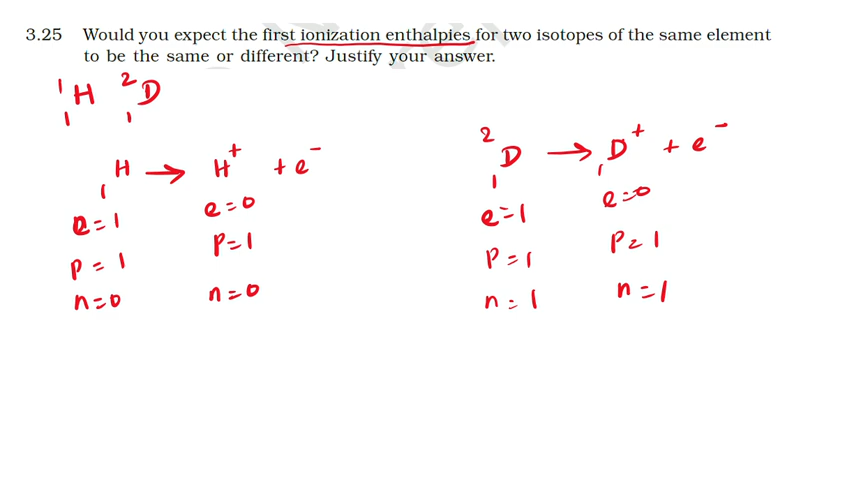 3.25 Would you expect the first ionization enthalpies for two isotopes of the same element
to be the same or different? Justify your answer.
¹₁H ²₁D
₁H → H⁺ + e⁻
²₁D → ₁D⁺ + e⁻
e = 1 e = 0 e = 1 e = 0
p = 1 p = 1 p = 1 p = 1
n = 0 n = 0 n = 1 n = 1